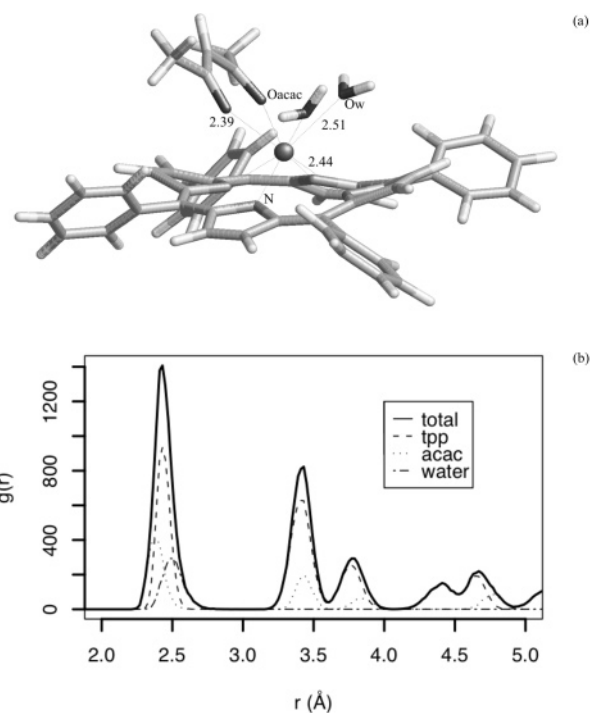 (a)
Oacac
Ow
2.39
2.51
2.44
N
(b)
total
tpp
acac
water
g(r)
1200
800
400
0
2.0 2.5 3.0 3.5 4.0 4.5 5.0
r (Å)